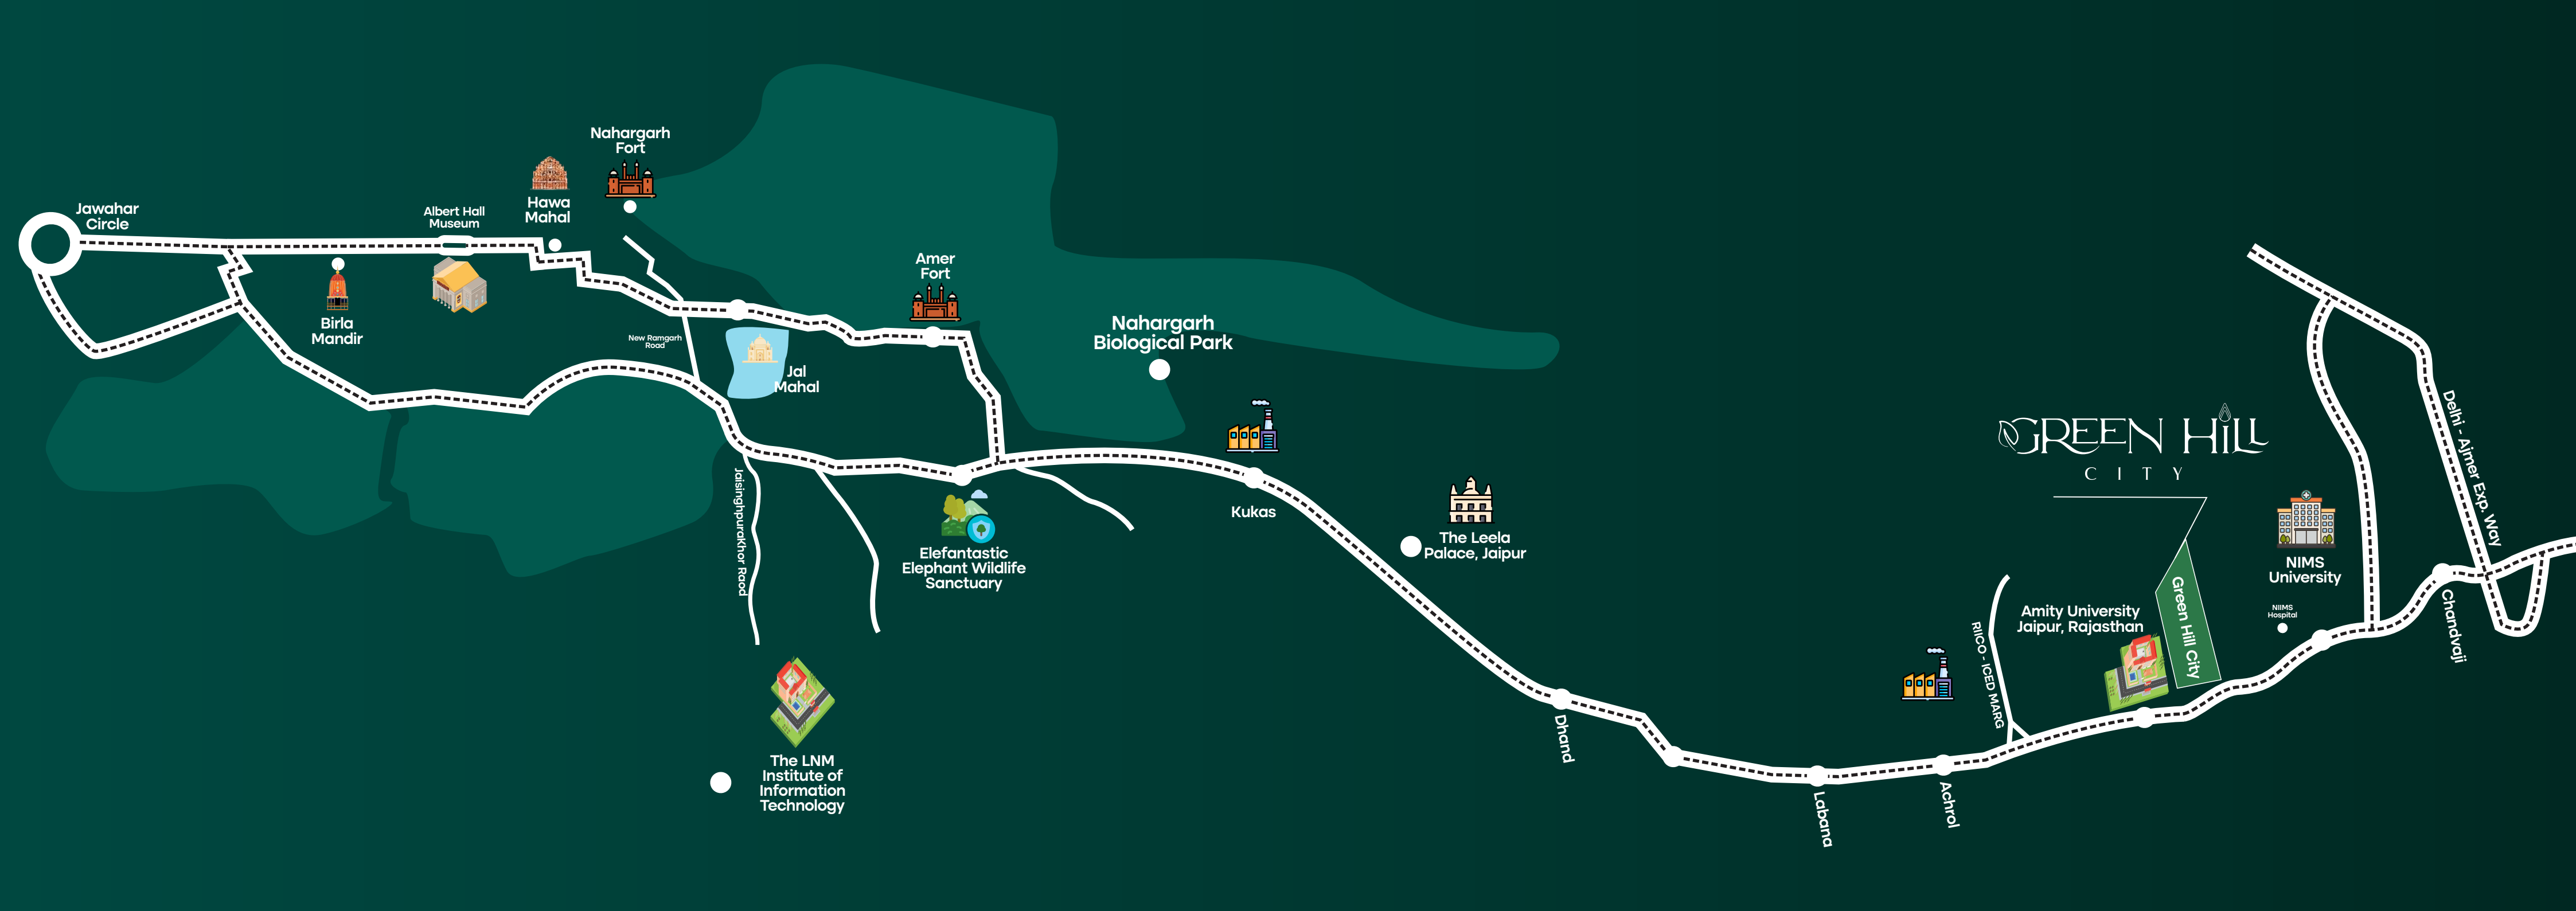 Jawahar
Circle
Birla
Mandir
Albert Hall
Museum
Hawa
Mahal
Nahargarh
Fort
New Ramgarh
Road
Jal
Mahal
Amer
Fort
JaisinghpuraKhor Raod
The LNM
Institute of
Information
Technology
Elefantastic
Elephant Wildlife
Sanctuary
Nahargarh
Biological Park
Kukas
The Leela
Palace, Jaipur
Dhand
Labana
Achrol
RIICO - ICED MARG
Amity University
Jaipur, Rajasthan
GREEN HILL
CITY
Green Hill City
NIMS
University
NIIMS
Hospital
Delhi - Ajmer Exp. Way
Chandvaji